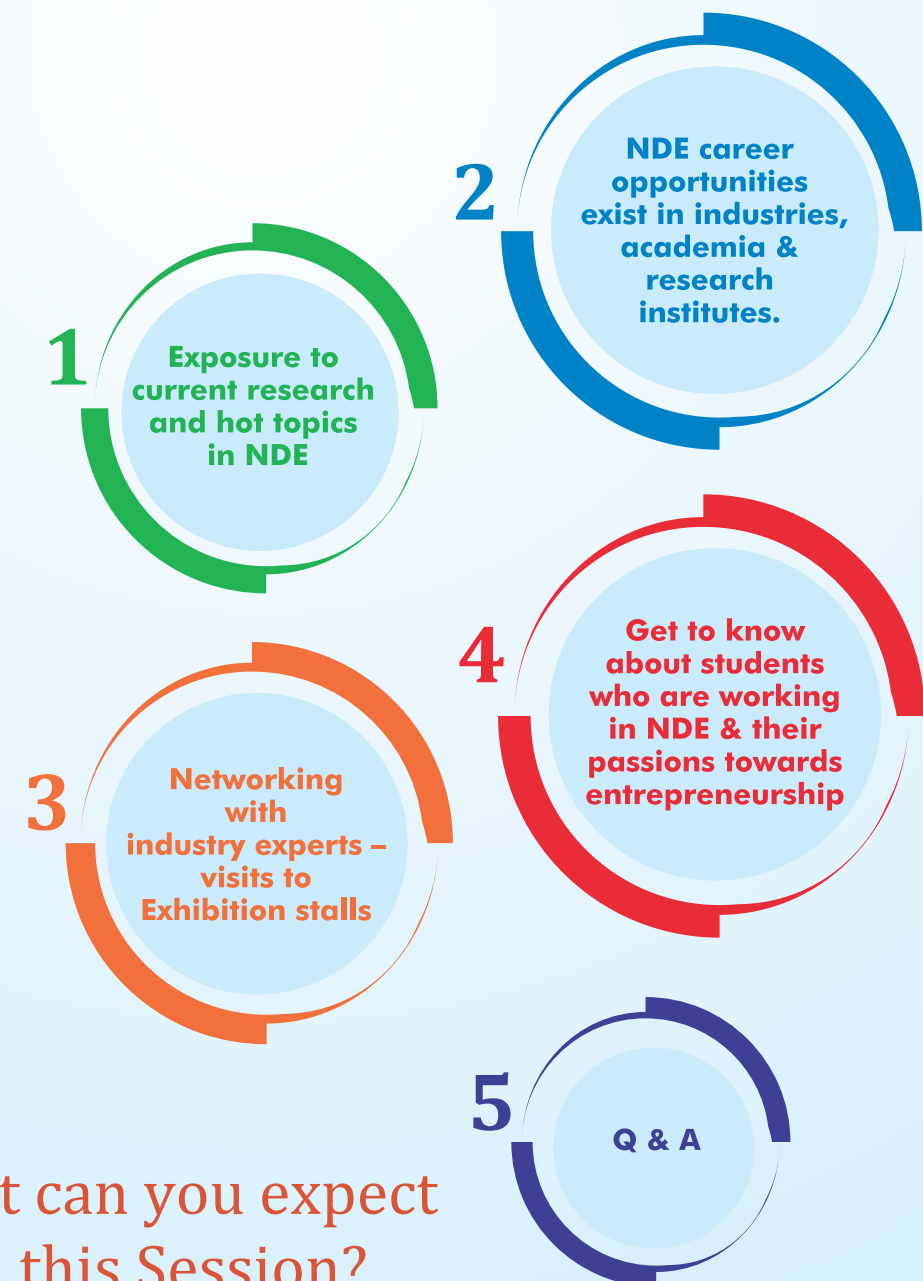 1
Exposure to
current research
and hot topics
in NDE
2
NDE career
opportunities
exist in industries,
academia &
research
institutes.
3
Networking
with
industry experts –
visits to
Exhibition stalls
4
Get to know
about students
who are working
in NDE & their
passions towards
entrepreneurship
5
Q & A
t can you expect
this Session?